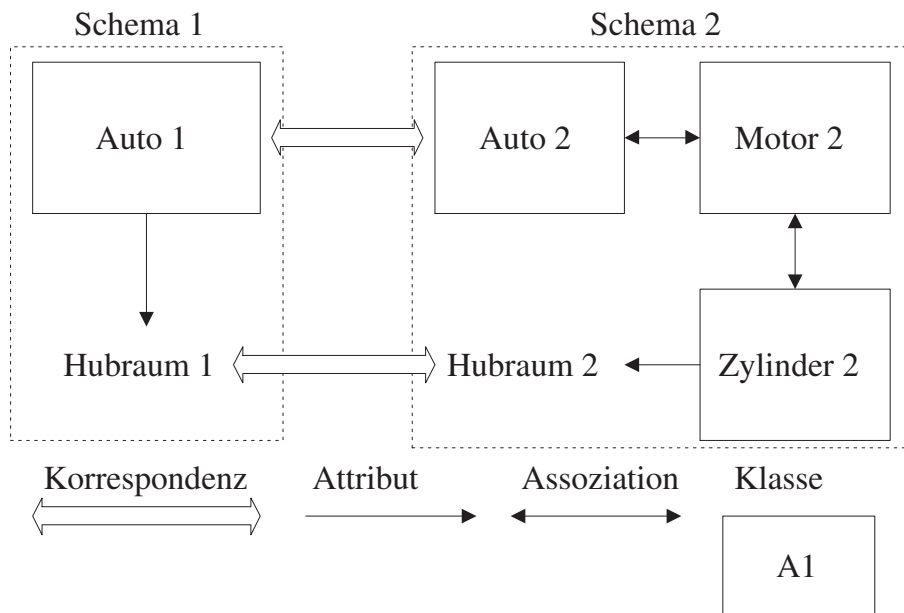 Schema 1
Schema 2
Auto 1
Auto 2
Motor 2
Hubraum 1
Hubraum 2
Zylinder 2
Korrespondenz
Attribut
Assoziation
Klasse
A1